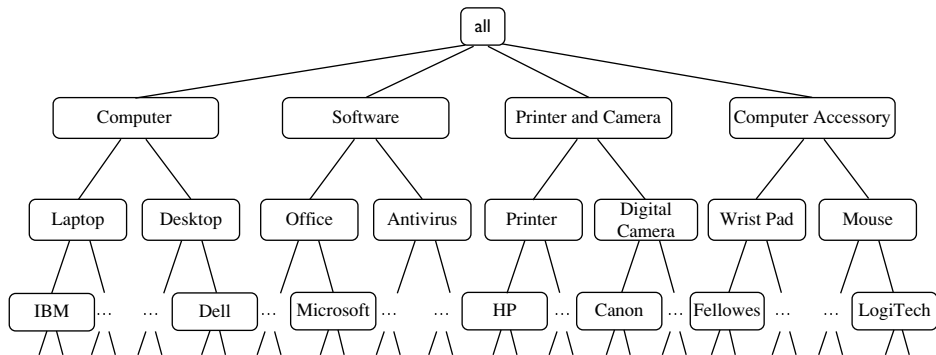 all
Computer
Software
Printer and Camera
Computer Accessory
Laptop
Desktop
Office
Antivirus
Printer
Digital
Camera
Wrist Pad
Mouse
IBM
...
...
Dell
...
Microsoft
...
...
HP
...
Canon
...
Fellowes
...
...
LogiTech